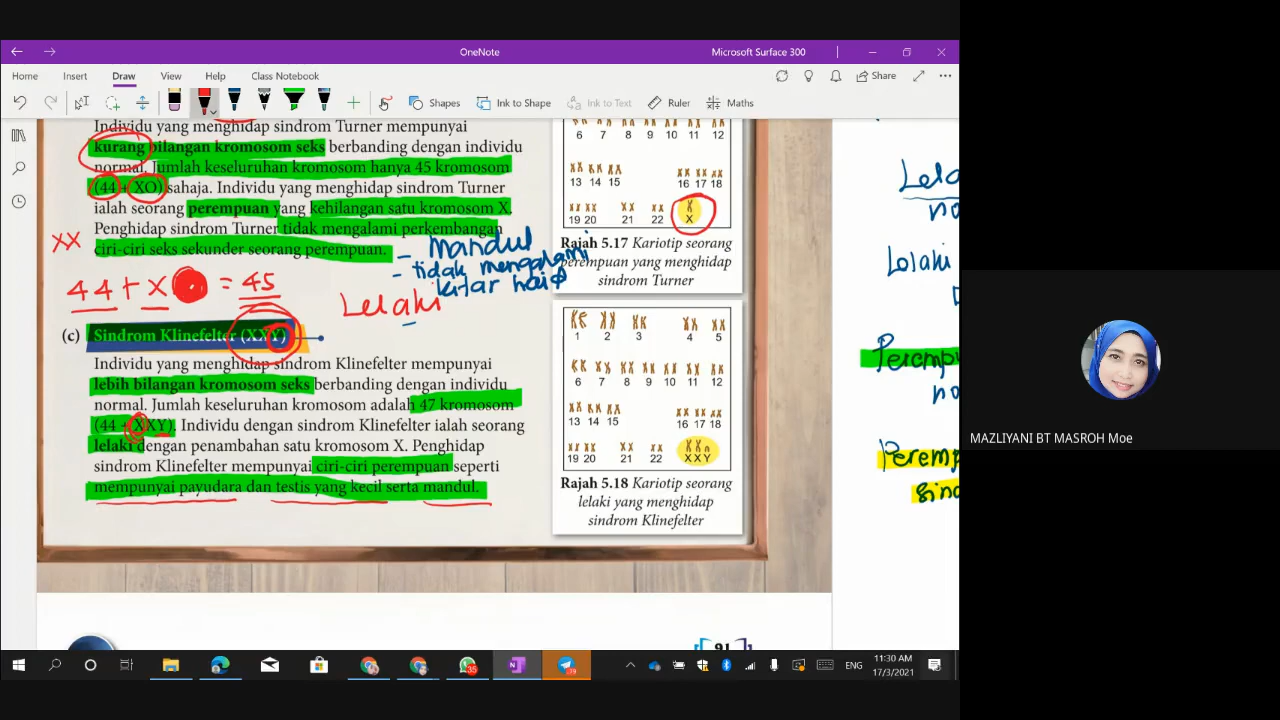 OneNote
Microsoft Surface 300
Home Insert Draw View Help Class Notebook
Share
Shapes Ink to Shape Ink to Text Ruler Maths
Individu yang menghidap sindrom Turner mempunyai
kurang bilangan kromosom seks berbanding dengan individu
normal. Jumlah keseluruhan kromosom hanya 45 kromosom
(44 + XO) sahaja. Individu yang menghidap sindrom Turner
ialah seorang perempuan yang kehilangan satu kromosom X.
Penghidap sindrom Turner tidak mengalami perkembangan
ciri-ciri seks sekunder seorang perempuan.
XX
- Mandul
- tidak mengalami
kitar haid
44 + X = 45
Lelaki
(c) Sindrom Klinefelter (XXY)
Individu yang menghidap sindrom Klinefelter mempunyai
lebih bilangan kromosom seks berbanding dengan individu
normal. Jumlah keseluruhan kromosom adalah 47 kromosom
(44 + XXY). Individu dengan sindrom Klinefelter ialah seorang
lelaki dengan penambahan satu kromosom X. Penghidap
sindrom Klinefelter mempunyai ciri-ciri perempuan seperti
mempunyai payudara dan testis yang kecil serta mandul.
6 7 8 9 10 11 12
13 14 15 16 17 18
19 20 21 22 X
Rajah 5.17 Kariotip seorang
perempuan yang menghidap
sindrom Turner
1 2 3 4 5
6 7 8 9 10 11 12
13 14 15 16 17 18
19 20 21 22 X X Y
Rajah 5.18 Kariotip seorang
lelaki yang menghidap
sindrom Klinefelter
91
Lela
no
Lelaki
Peremp
no
Peremp
sind
MAZLIYANI BT MASROH Moe
35
ENG
11:30 AM
17/3/2021